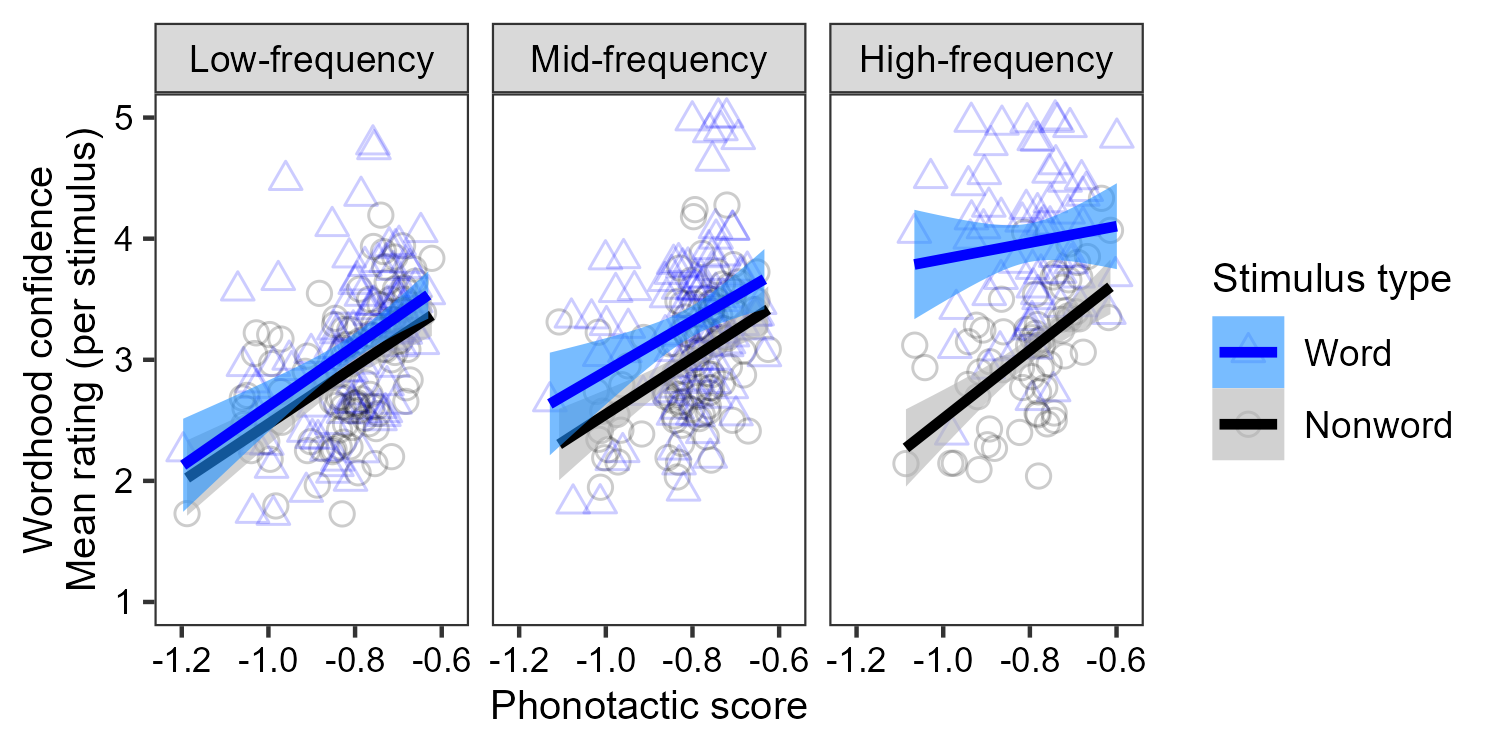 Low-frequency
Mid-frequency
High-frequency
Wordhood confidence
Mean rating (per stimulus)
5
4
3
2
1
-1.2 -1.0 -0.8 -0.6
-1.2 -1.0 -0.8 -0.6
-1.2 -1.0 -0.8 -0.6
Phonotactic score
Stimulus type
Word
Nonword